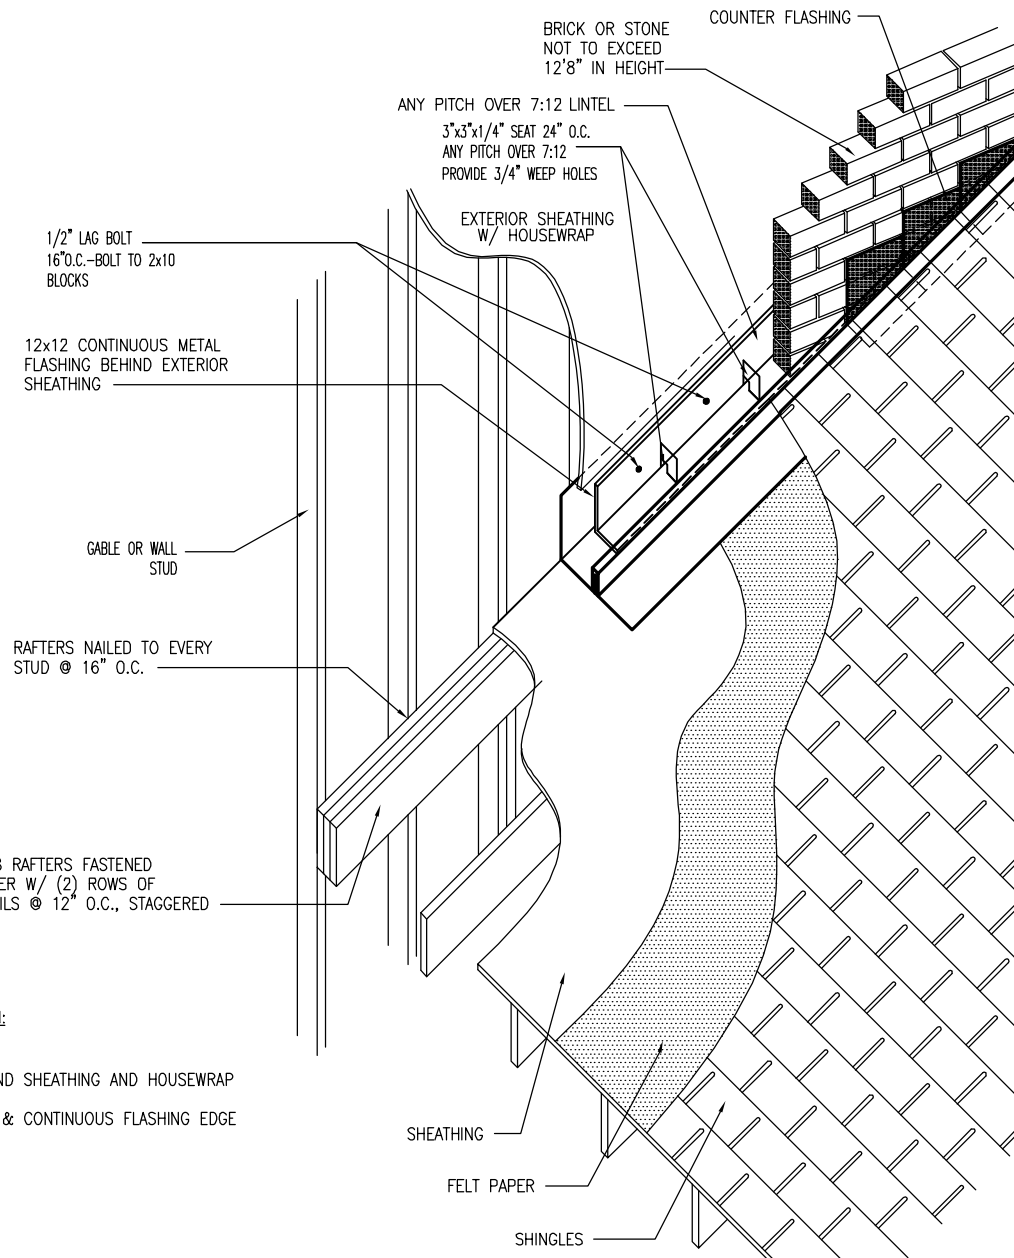 COUNTER FLASHING
BRICK OR STONE
NOT TO EXCEED
12'8" IN HEIGHT
ANY PITCH OVER 7:12 LINTEL
3"x3"x1/4" SEAT 24" O.C.
ANY PITCH OVER 7:12
PROVIDE 3/4" WEEP HOLES
EXTERIOR SHEATHING
W/ HOUSEWRAP
1/2" LAG BOLT
16"O.C.-BOLT TO 2x10
BLOCKS
12x12 CONTINUOUS METAL
FLASHING BEHIND EXTERIOR
SHEATHING
GABLE OR WALL
STUD
RAFTERS NAILED TO EVERY
STUD @ 16" O.C.
RAFTERS FASTENED
W/ (2) ROWS OF
@ 12" O.C., STAGGERED
SHEATHING AND HOUSEWRAP
& CONTINUOUS FLASHING EDGE
SHEATHING
FELT PAPER
SHINGLES